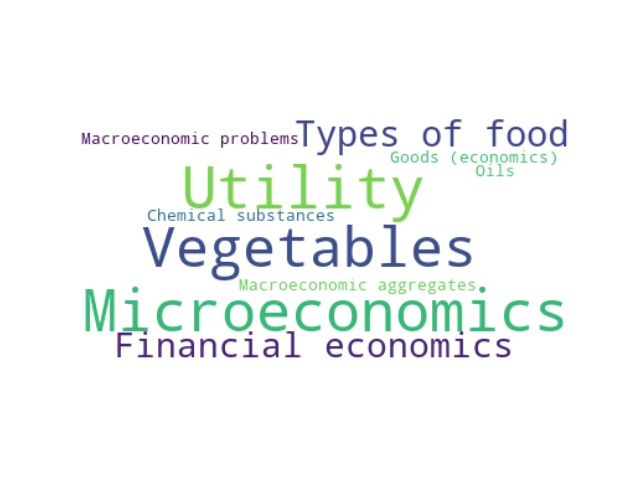 Macroeconomic problems
Types of food
Goods (economics)
Oils
Utility
Chemical substances
Vegetables
Macroeconomic aggregates
Microeconomics
Financial economics